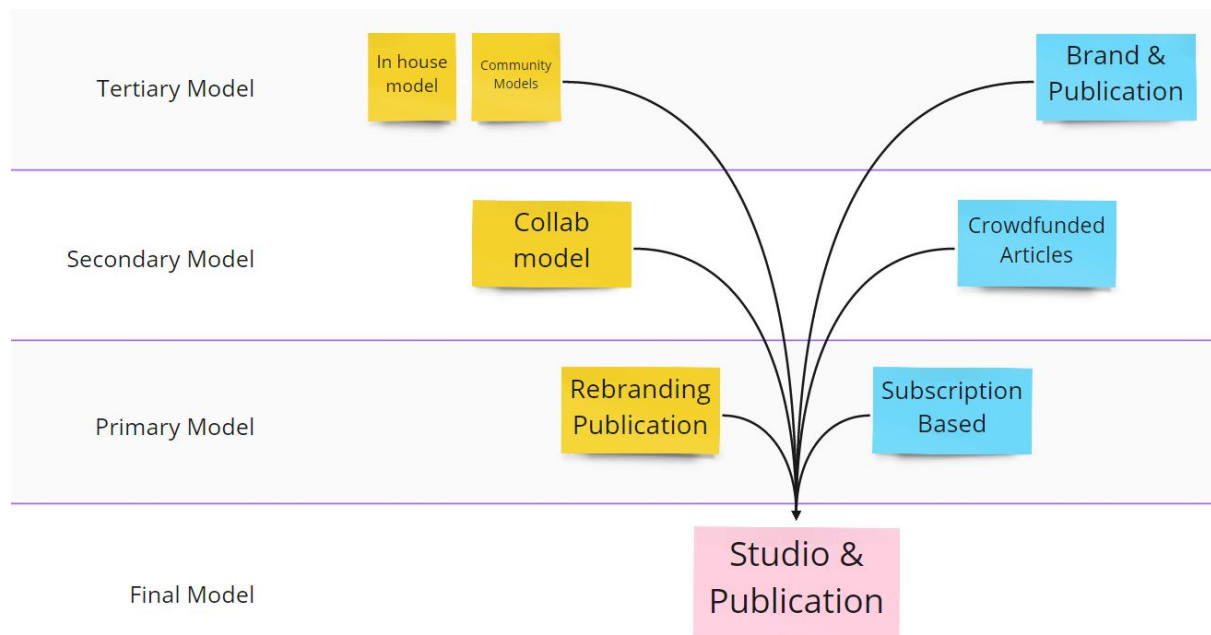 Tertiary Model
In house
model
Community
Models
Brand &
Publication
Secondary Model
Collab
model
Crowdfunded
Articles
Primary Model
Rebranding
Publication
Subscription
Based
Final Model
Studio &
Publication